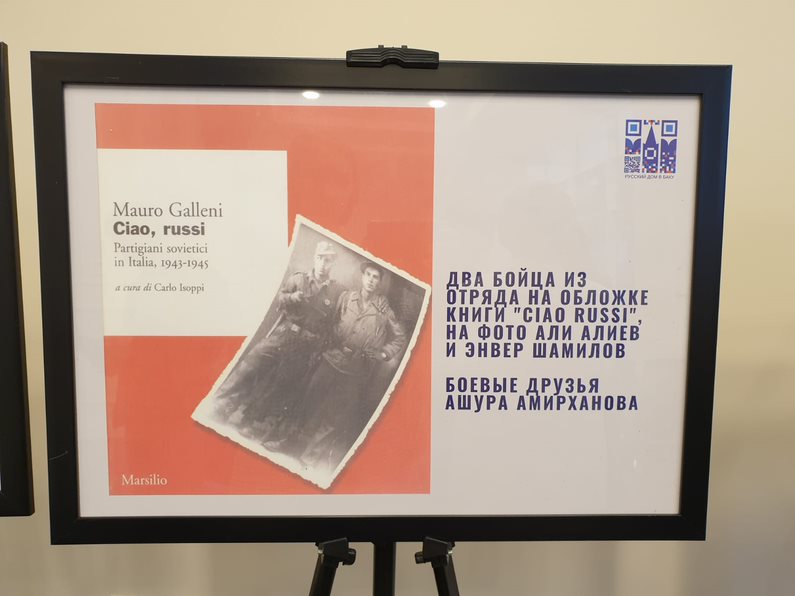 Mauro Galleni
Ciao, russi
Partigiani sovietici
in Italia, 1943-1945
a cura di Carlo Isoppi
Marsilio
РУССКИЙ ДОМ В БАКУ
ДВА БОЙЦА ИЗ
ОТРЯДА НА ОБЛОЖКЕ
КНИГИ "CIAO RUSSI",
НА ФОТО АЛИ АЛИЕВ
И ЭНВЕР ШАМИЛОВ
БОЕВЫЕ ДРУЗЬЯ
АШУРА АМИРХАНОВА